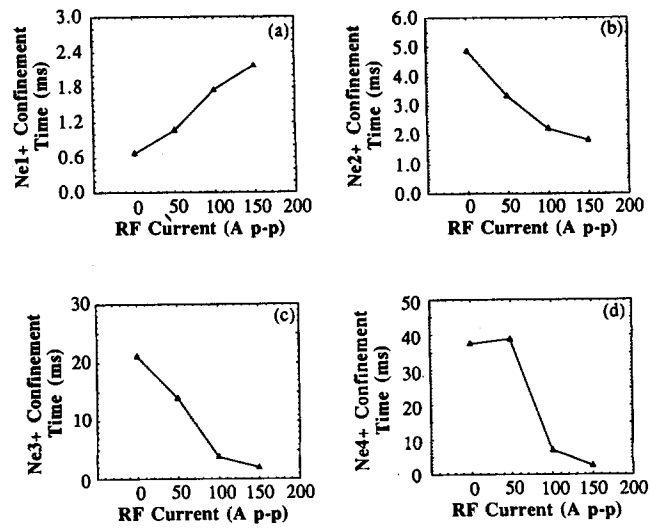 (a)
3.0
2.4
1.8
1.2
0.6
0.0
Ne1+ Confinement
Time (ms)
0 50 100 150 200
RF Current (A p-p)
(b)
6.0
5.0
4.0
3.0
2.0
1.0
0.0
Ne2+ Confinement
Time (ms)
0 50 100 150 200
RF Current (A p-p)
(c)
30
20
10
0
Ne3+ Confinement
Time (ms)
0 50 100 150 200
RF Current (A p-p)
(d)
50
40
30
20
10
0
Ne4+ Confinement
Time (ms)
0 50 100 150 200
RF Current (A p-p)